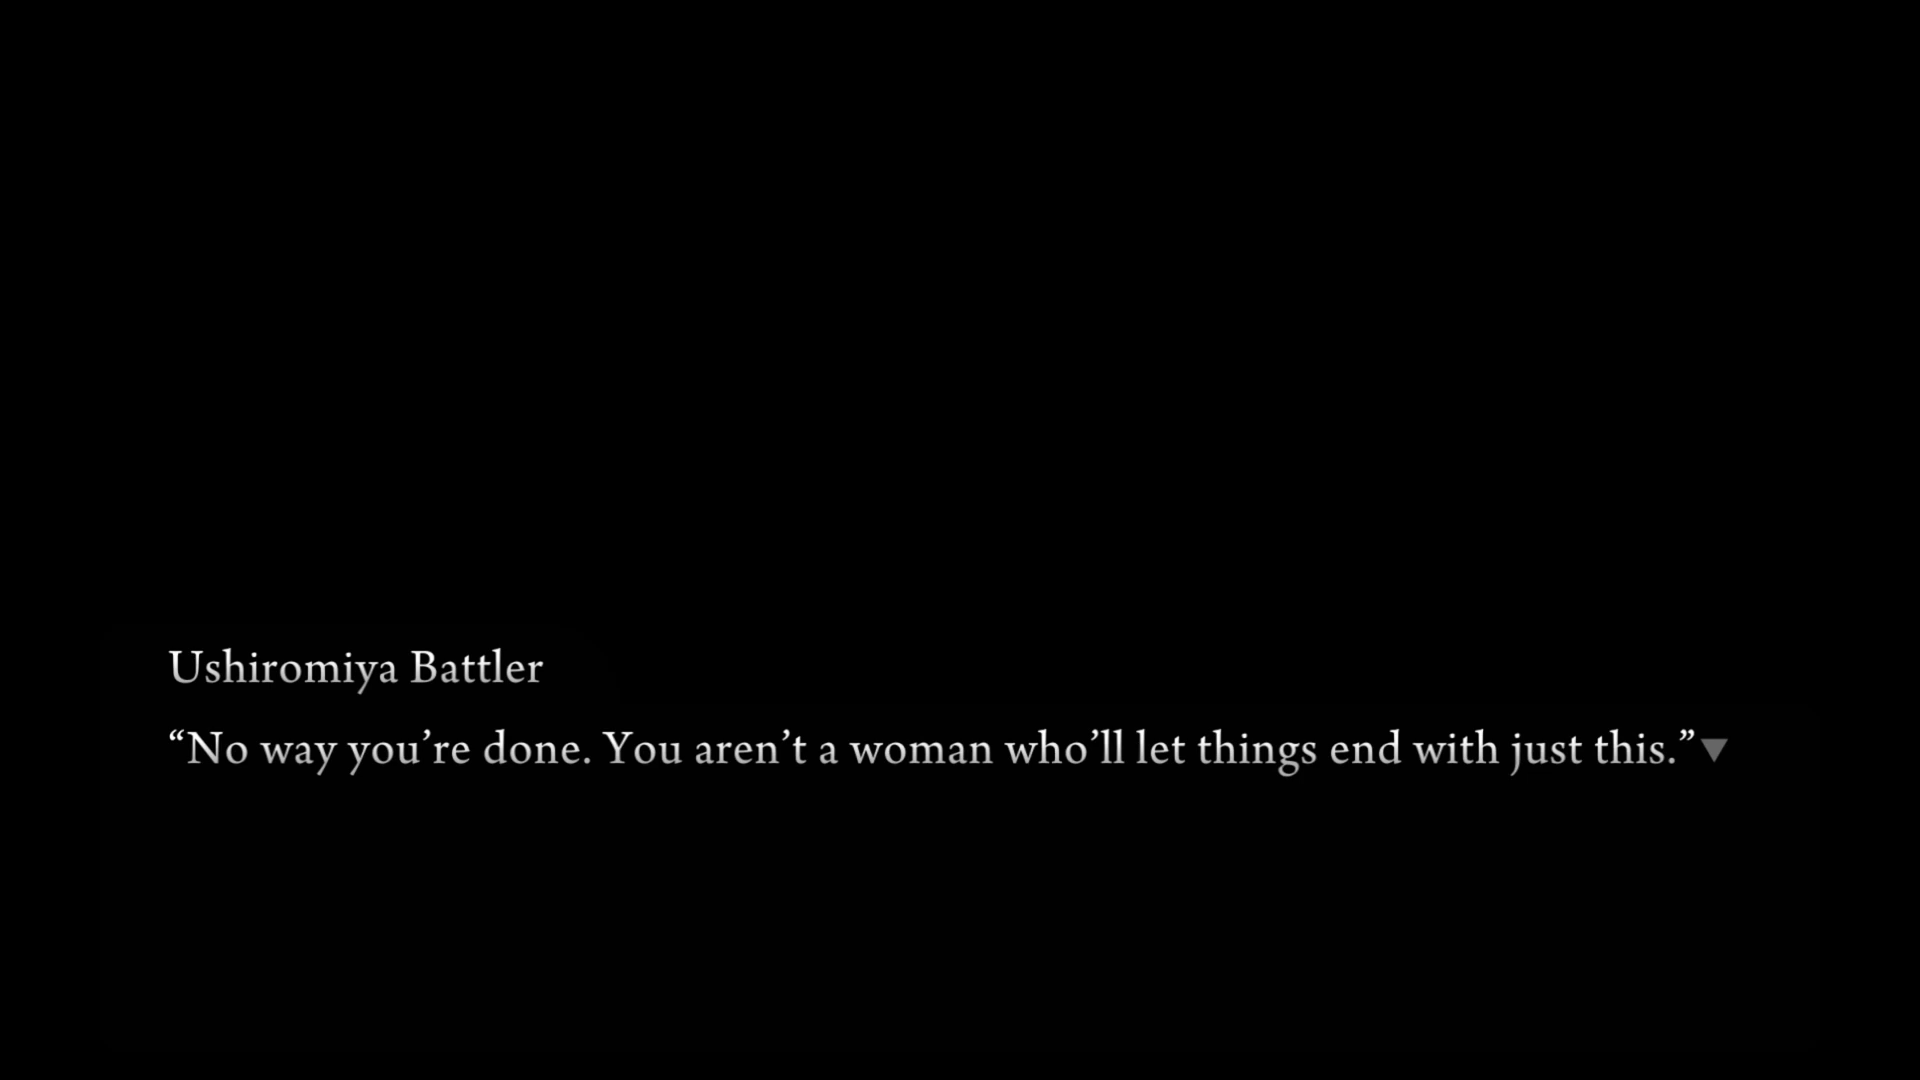 Ushiromiya Battler
“No way you’re done. You aren’t a woman who’ll let things end with just this.”